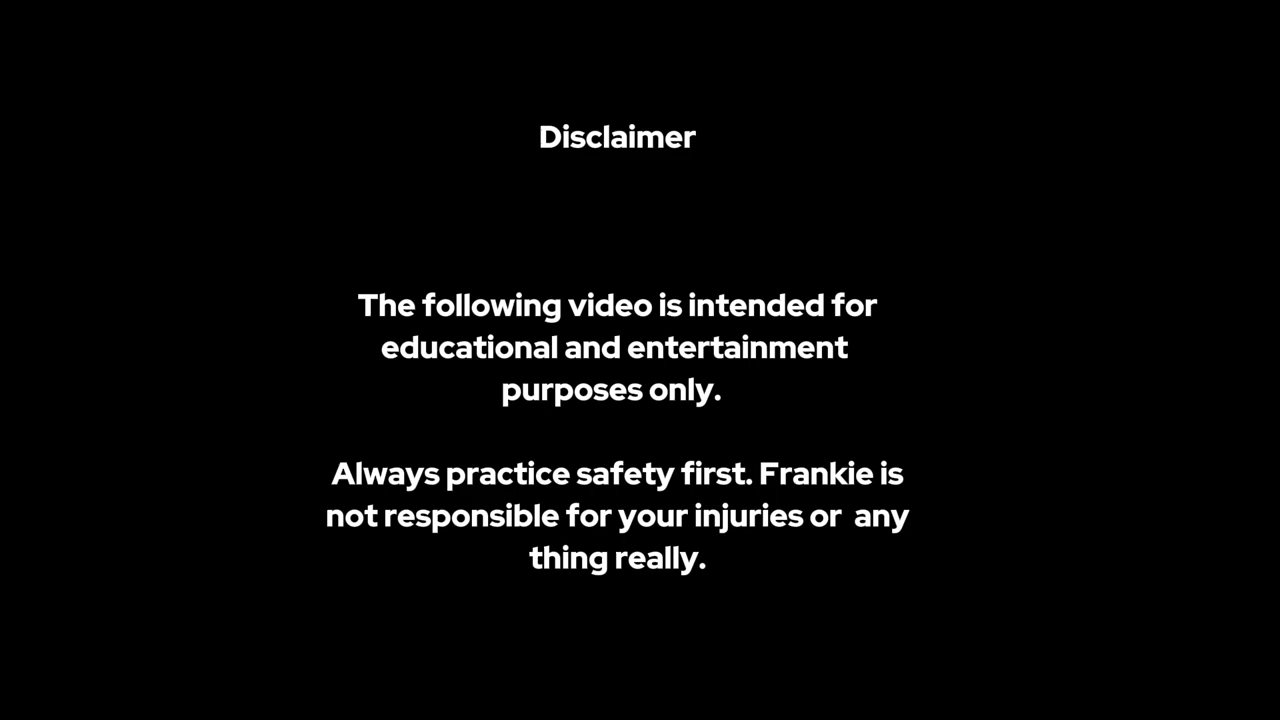 Disclaimer
The following video is intended for
educational and entertainment
purposes only.
Always practice safety first. Frankie is
not responsible for your injuries or  any
thing really.